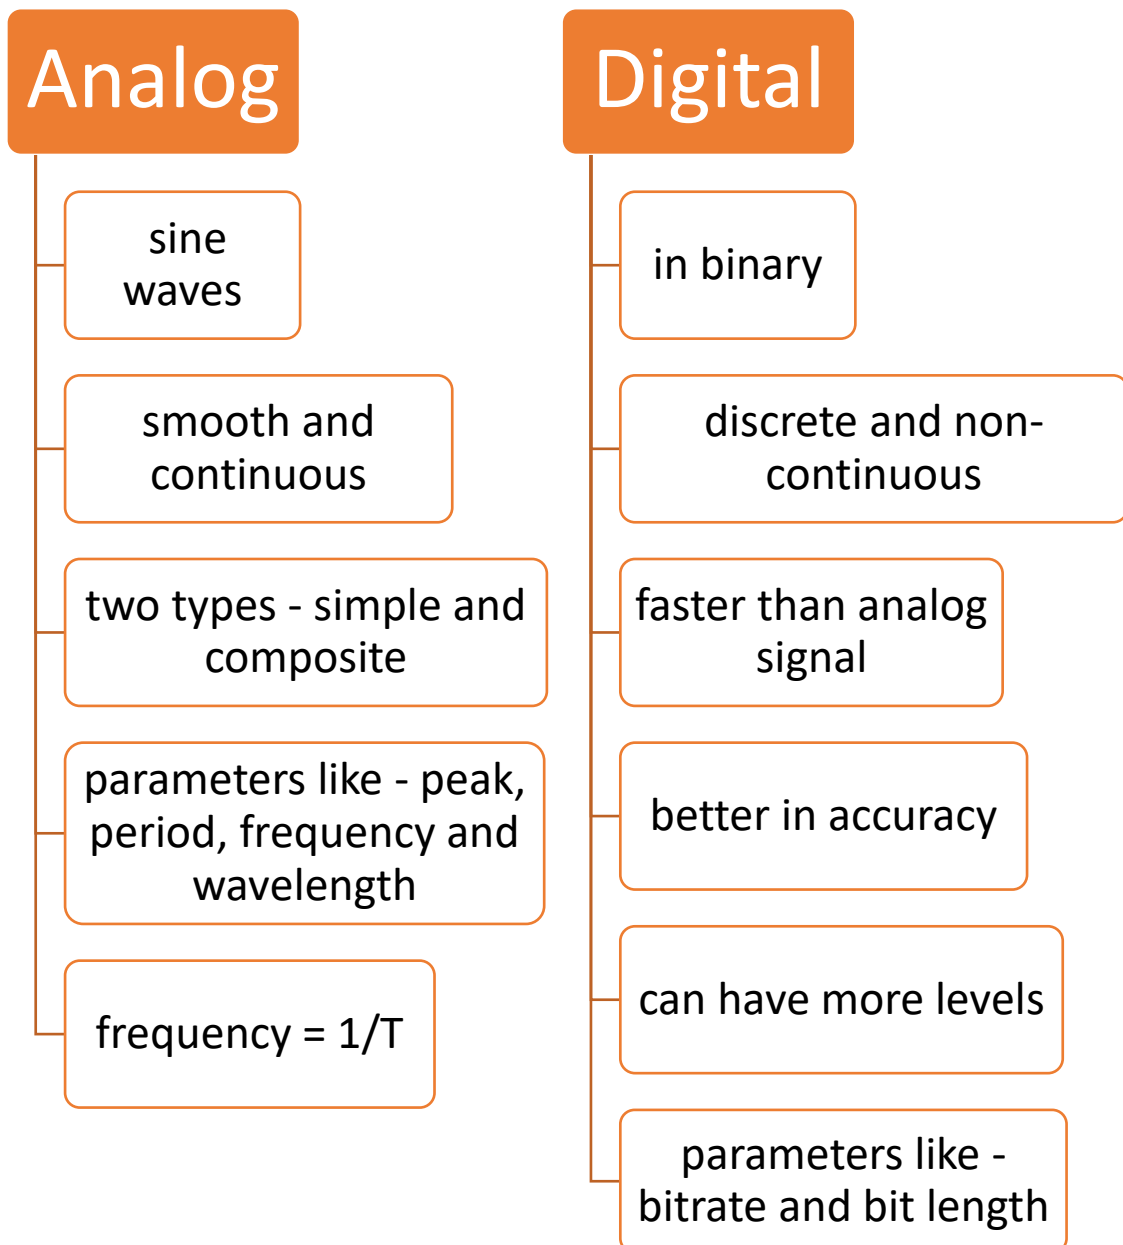 Analog
sine
waves
smooth and
continuous
two types - simple and
composite
parameters like - peak,
period, frequency and
wavelength
frequency = 1/T
Digital
in binary
discrete and non-
continuous
faster than analog
signal
better in accuracy
can have more levels
parameters like -
bitrate and bit length